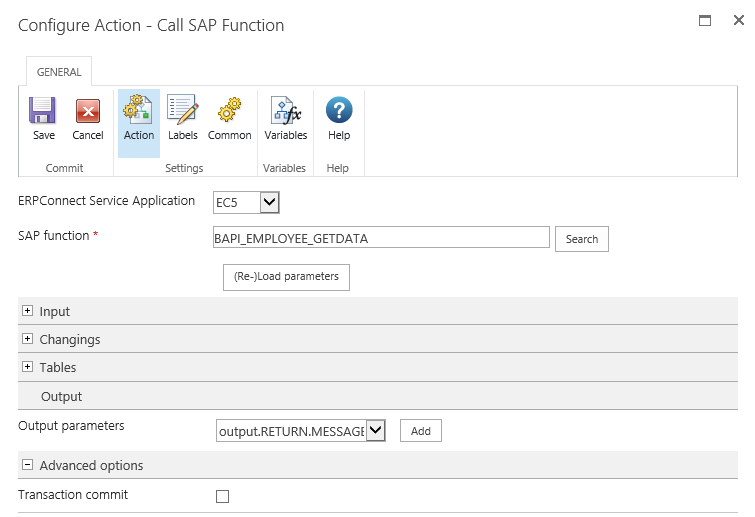 Configure Action - Call SAP Function
GENERAL
Save Cancel Action Labels Common Variables Help
Commit Settings Variables Help
ERPConnect Service Application EC5
SAP function * BAPI_EMPLOYEE_GETDATA Search
(Re-)Load parameters
Input
Changings
Tables
Output
Output parameters output.RETURN.MESSAGE Add
Advanced options
Transaction commit